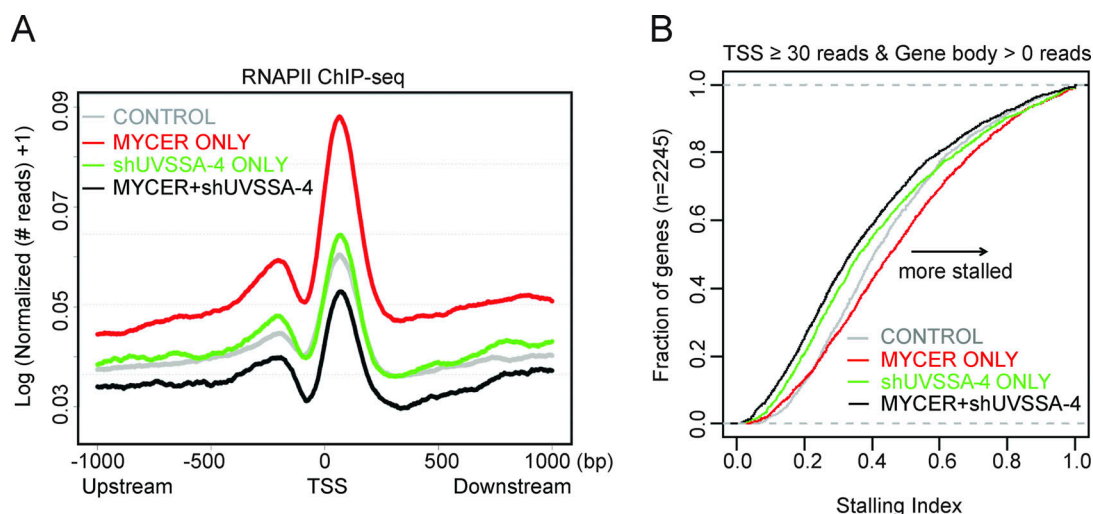 A
RNAPII ChIP-seq
Log (Normalized (# reads) +1)
0.09
0.07
0.05
0.03
CONTROL
MYCER ONLY
shUVSSA-4 ONLY
MYCER+shUVSSA-4
-1000 -500 0 500 1000 (bp)
Upstream TSS Downstream
B
TSS ≥ 30 reads & Gene body > 0 reads
Fraction of genes (n=2245)
1.0
0.8
0.6
0.4
0.2
0.0
more stalled
CONTROL
MYCER ONLY
shUVSSA-4 ONLY
MYCER+shUVSSA-4
0.0 0.2 0.4 0.6 0.8 1.0
Stalling Index